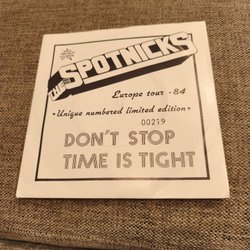 THE SPOTNICKS
Europe tour - 84
• Unique numbered limited edition •
00219
DON'T STOP
TIME IS TIGHT